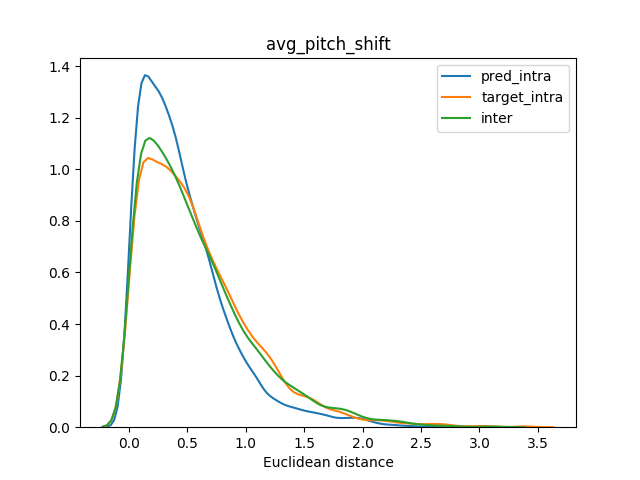 avg_pitch_shift
1.4
1.2
1.0
0.8
0.6
0.4
0.2
0.0
pred_intra
target_intra
inter
0.0 0.5 1.0 1.5 2.0 2.5 3.0 3.5
Euclidean distance